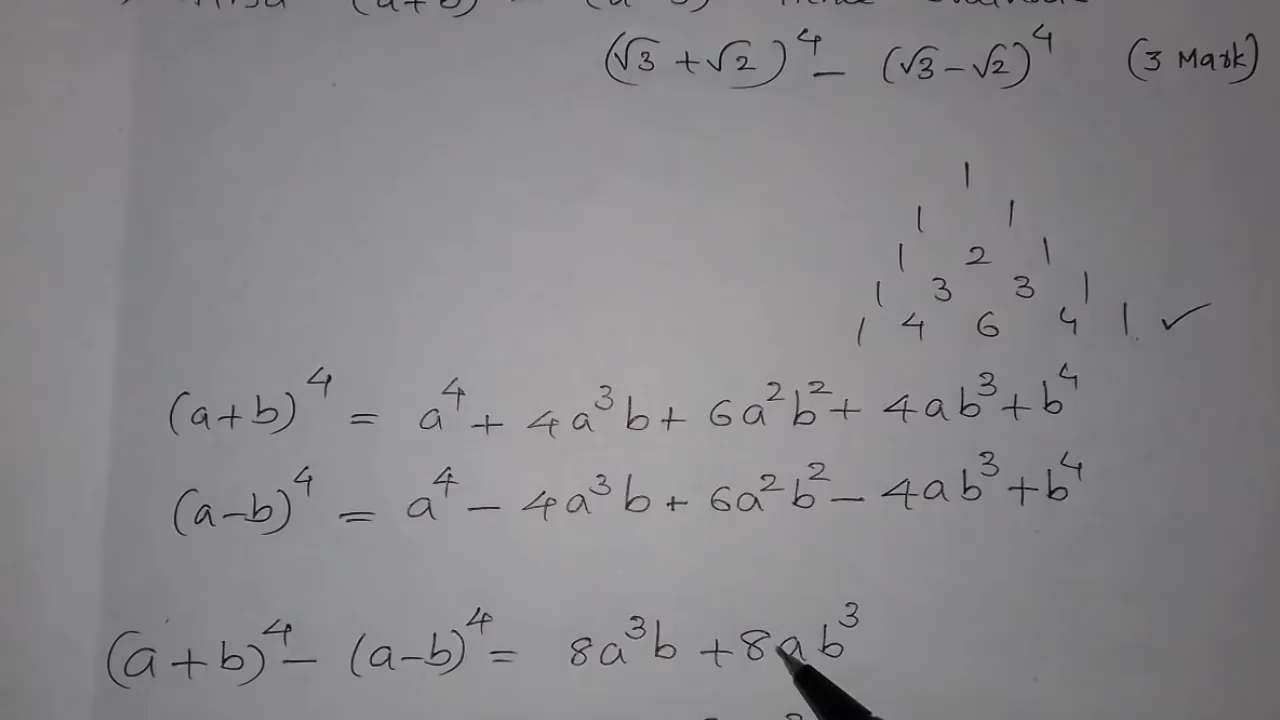 (a+b) (a-b)
(√3 + √2)⁴ - (√3 - √2)⁴ (3 Mark)
1
1 1
1 2 1
1 3 3 1
1 4 6 4 1 ✓
(a+b)⁴ = a⁴ + 4a³b + 6a²b² + 4ab³ + b⁴
(a-b)⁴ = a⁴ - 4a³b + 6a²b² - 4ab³ + b⁴
(a+b)⁴ - (a-b)⁴ = 8a³b + 8ab³